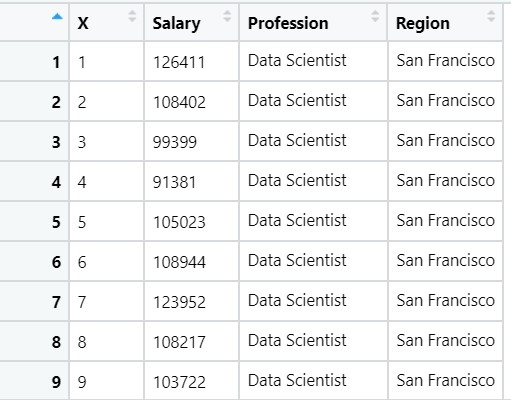 X Salary Profession Region
1 1 126411 Data Scientist San Francisco
2 2 108402 Data Scientist San Francisco
3 3 99399 Data Scientist San Francisco
4 4 91381 Data Scientist San Francisco
5 5 105023 Data Scientist San Francisco
6 6 108944 Data Scientist San Francisco
7 7 123952 Data Scientist San Francisco
8 8 108217 Data Scientist San Francisco
9 9 103722 Data Scientist San Francisco